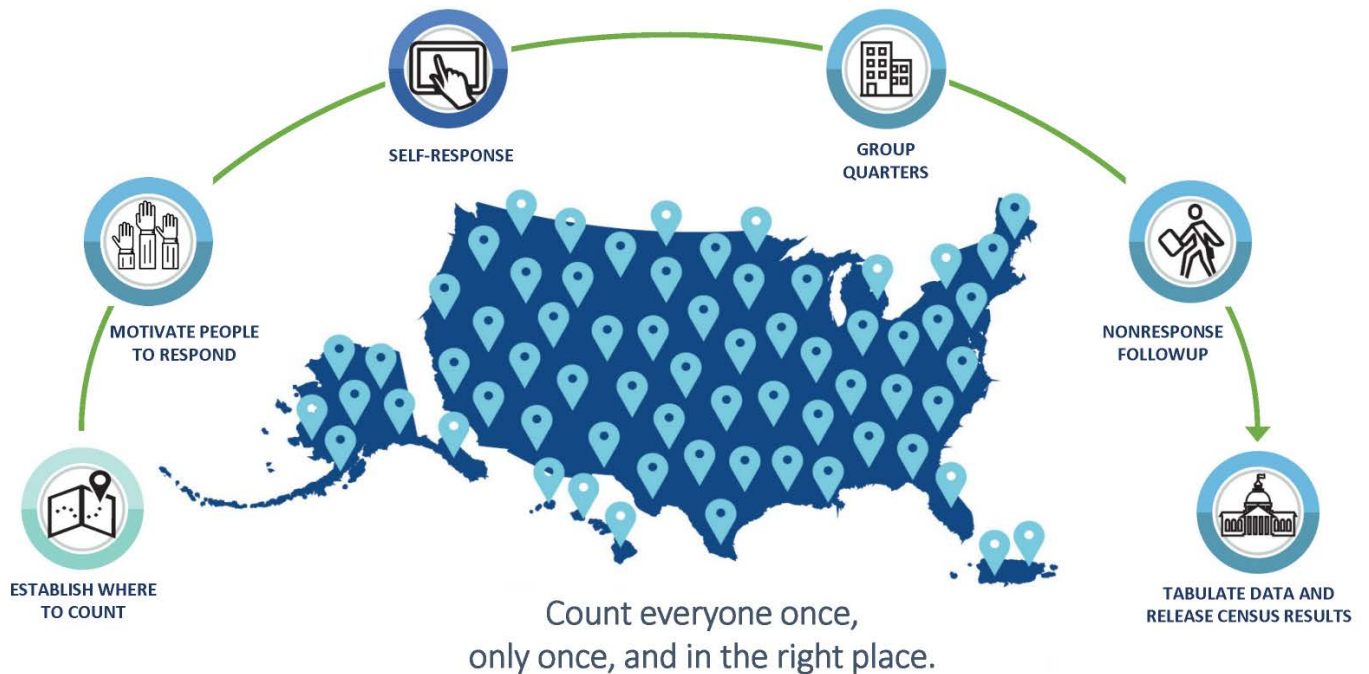 SELF-RESPONSE
GROUP
QUARTERS
MOTIVATE PEOPLE
TO RESPOND
NONRESPONSE
FOLLOWUP
ESTABLISH WHERE
TO COUNT
TABULATE DATA AND
RELEASE CENSUS RESULTS
Count everyone once,
only once, and in the right place.